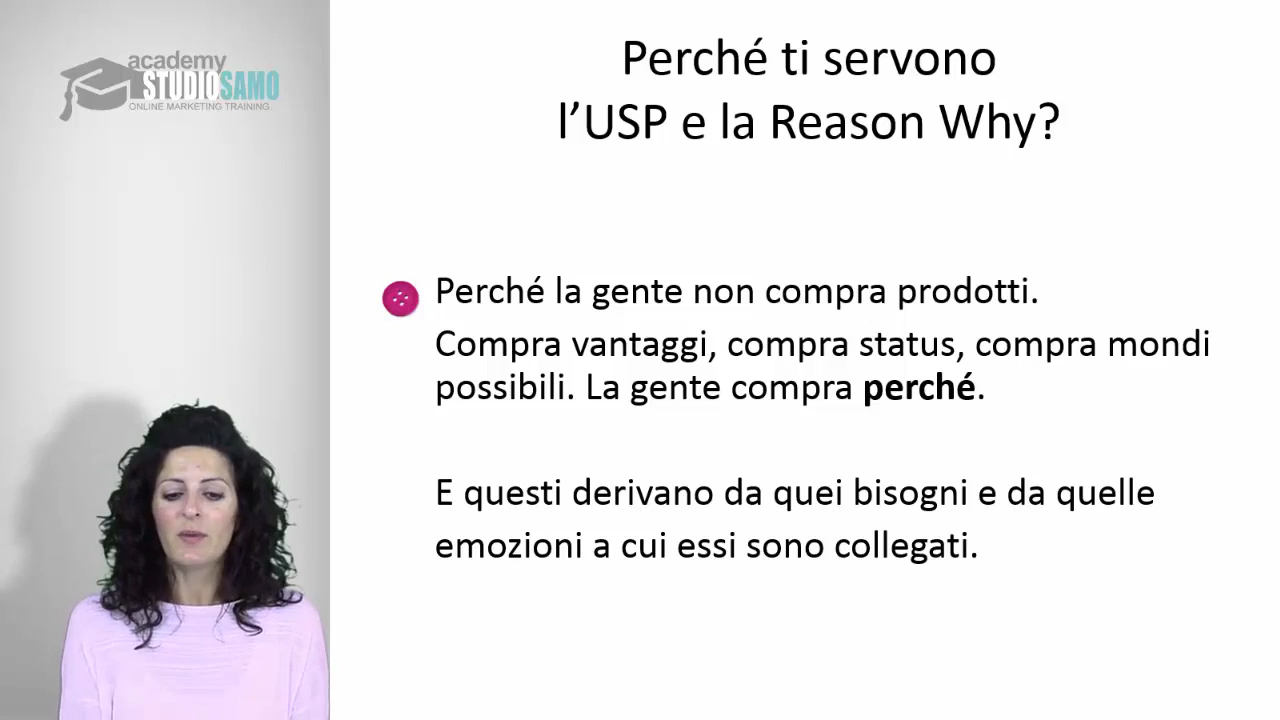 academy
STUDIOSAMO
ONLINE MARKETING TRAINING
Perché ti servono
l’USP e la Reason Why?
Perché la gente non compra prodotti.
Compra vantaggi, compra status, compra mondi
possibili. La gente compra perché.
E questi derivano da quei bisogni e da quelle
emozioni a cui essi sono collegati.